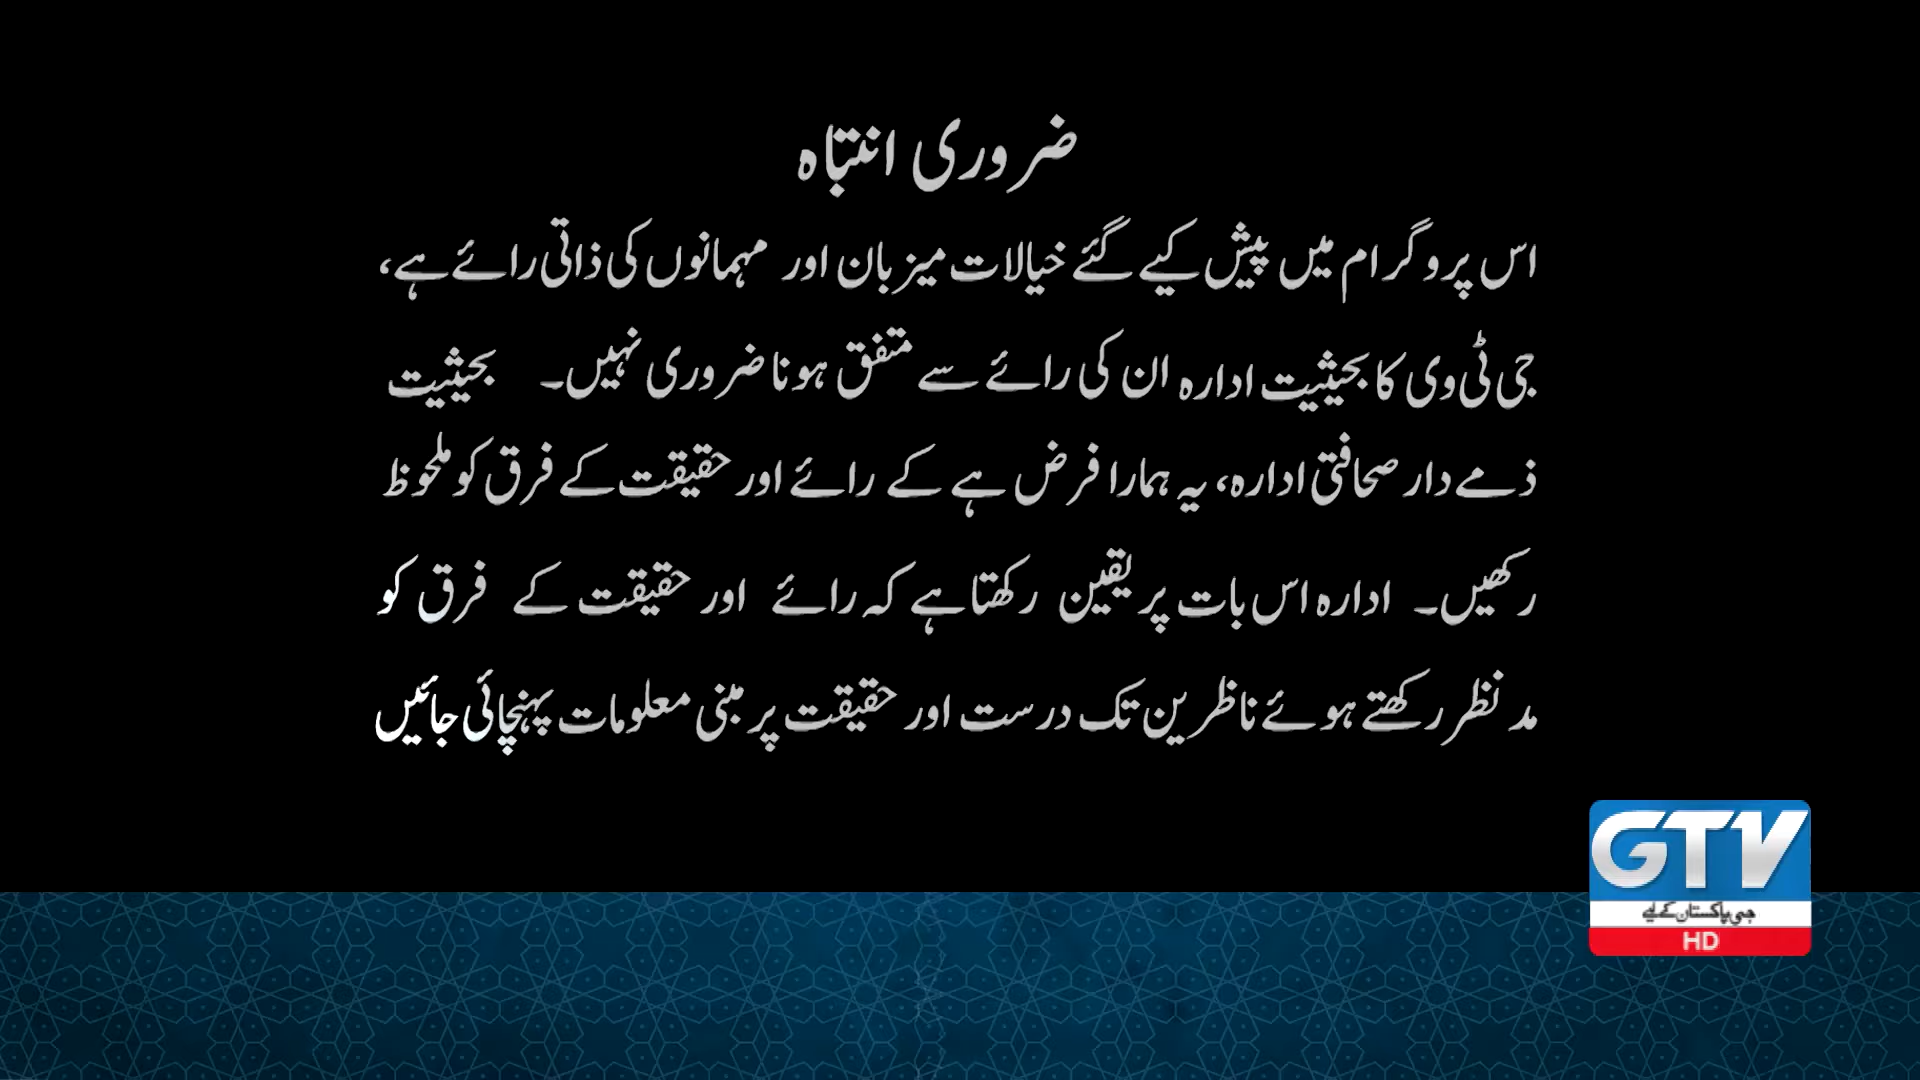 ضروری انتباہ
اس پروگرام میں پیش کیے گئے خیالات میزبان اور مہمانوں کی ذاتی رائے ہے،
جی ٹی وی کا بحیثیت ادارہ ان کی رائے سے متفق ہونا ضروری نہیں۔ بحیثیت
ذمے دار صحافتی ادارہ، یہ ہمارا فرض ہے کے رائے اور حقیقت کے فرق کو ملحوظ
رکھیں۔ ادارہ اس بات پر یقین رکھتا ہے کہ رائے اور حقیقت کے فرق کو
مد نظر رکھتے ہوئے ناظرین تک درست اور حقیقت پر مبنی معلومات پہنچائی جائیں
GTV
جی پاکستان کے لیے
HD